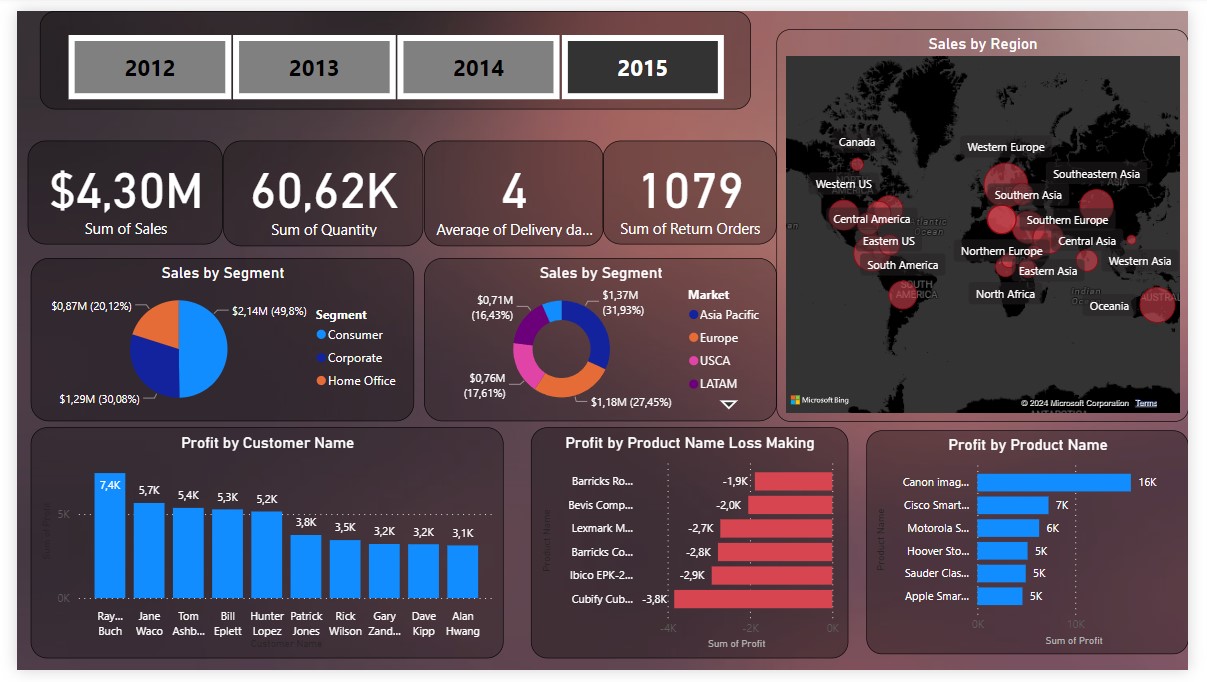 2012
2013
2014
2015
$4,30M
Sum of Sales
60,62K
Sum of Quantity
4
Average of Delivery da...
1079
Sum of Return Orders
Sales by Region
Canada
Western Europe
Western US
Southeastern Asia
ASIA
Southern Asia
Central America
Atlantic
Ocean
Southern Europe
Eastern US
Central Asia
Northern Europe
Western Asia
South America
Eastern Asia
SOUTH
AMERICA
North Africa
Indian
Oceania
AUSTRAL
Microsoft Bing
© 2024 Microsoft Corporation
Terms
Sales by Segment
$0,87M (20,12%)
$2,14M (49,8%)
$1,29M (30,08%)
Segment
Consumer
Corporate
Home Office
Sales by Segment
$0,71M
(16,43%)
$1,37M
(31,93%)
$0,76M
(17,61%)
$1,18M (27,45%)
Market
Asia Pacific
Europe
USCA
LATAM
Profit by Customer Name
7,4K
5,7K
5,4K
5,3K
5,2K
3,8K
3,5K
3,2K
3,2K
3,1K
5K
0K
Ray...
Buch
Jane
Waco
Tom
Ashb...
Bill
Eplett
Hunter
Lopez
Patrick
Jones
Rick
Wilson
Gary
Zand...
Dave
Kipp
Alan
Hwang
Customer Name
Profit by Product Name Loss Making
Product Name
Barricks Ro...
-1,9K
Bevis Comp...
-2,0K
Lexmark M...
-2,7K
Barricks Co...
-2,8K
Ibico EPK-2...
-2,9K
Cubify Cub...
-3,8K
-4K
-2K
0K
Sum of Profit
Profit by Product Name
Product Name
Canon imag...
16K
Cisco Smart...
7K
Motorola S...
6K
Hoover Sto...
5K
Sauder Clas...
5K
Apple Smar...
5K
0K
10K
Sum of Profit